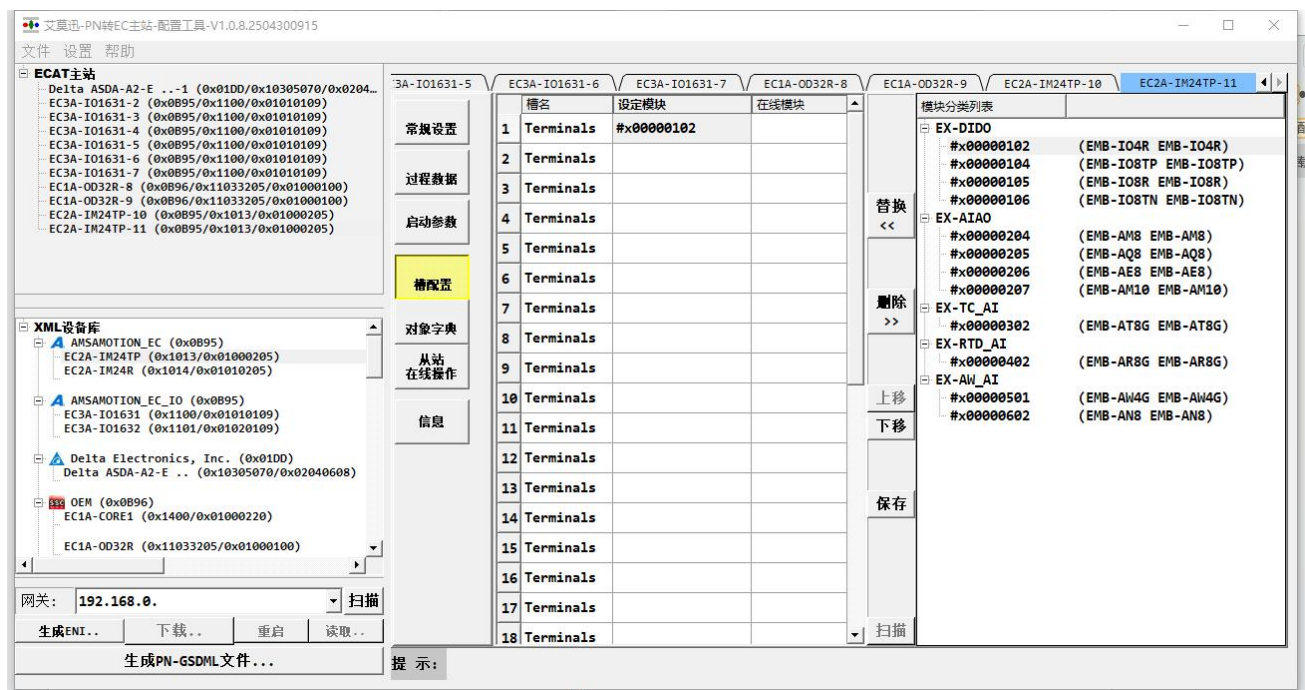 艾莫迅-PN转EC主站-配置工具-V1.0.8.2504300915
文件 设置 帮助
ECAT主站
Delta ASDA-A2-E ..-1 (0x01DD/0x10305070/0x0204…
EC3A-IO1631-2 (0x0B95/0x1100/0x01010109)
EC3A-IO1631-3 (0x0B95/0x1100/0x01010109)
EC3A-IO1631-4 (0x0B95/0x1100/0x01010109)
EC3A-IO1631-5 (0x0B95/0x1100/0x01010109)
EC3A-IO1631-6 (0x0B95/0x1100/0x01010109)
EC3A-IO1631-7 (0x0B95/0x1100/0x01010109)
EC1A-OD32R-8 (0x0B96/0x11033205/0x01000100)
EC1A-OD32R-9 (0x0B96/0x11033205/0x01000100)
EC2A-IM24TP-10 (0x0B95/0x1013/0x01000205)
EC2A-IM24TP-11 (0x0B95/0x1013/0x01000205)
XML设备库
AMSAMOTION_EC (0x0B95)
EC2A-IM24TP (0x1013/0x01000205)
EC2A-IM24R (0x1014/0x01010205)
AMSAMOTION_EC_IO (0x0B95)
EC3A-IO1631 (0x1100/0x01010109)
EC3A-IO1632 (0x1101/0x01020109)
Delta Electronics, Inc. (0x01DD)
Delta ASDA-A2-E .. (0x10305070/0x02040608)
OEM (0x0B96)
EC1A-CORE1 (0x1400/0x01000220)
EC1A-OD32R (0x11033205/0x01000100)
网关: 192.168.0. 扫描
生成ENI.. 下载.. 重启 读取..
生成PN-GSDML文件...
3A-IO1631-5 EC3A-IO1631-6 EC3A-IO1631-7 EC1A-OD32R-8 EC1A-OD32R-9 EC2A-IM24TP-10 EC2A-IM24TP-11
常规设置
过程数据
启动参数
槽配置
对象字典
从站
在线操作
信息
槽名 设定模块 在线模块
1 Terminals #x00000102
2 Terminals
3 Terminals
4 Terminals
5 Terminals
6 Terminals
7 Terminals
8 Terminals
9 Terminals
10 Terminals
11 Terminals
12 Terminals
13 Terminals
14 Terminals
15 Terminals
16 Terminals
17 Terminals
18 Terminals
替换
<<
删除
>>
上移
下移
保存
扫描
模块分类列表
EX-DIDO
#x00000102 (EMB-IO4R EMB-IO4R)
#x00000104 (EMB-IO8TP EMB-IO8TP)
#x00000105 (EMB-IO8R EMB-IO8R)
#x00000106 (EMB-IO8TN EMB-IO8TN)
EX-AIAO
#x00000204 (EMB-AM8 EMB-AM8)
#x00000205 (EMB-AQ8 EMB-AQ8)
#x00000206 (EMB-AE8 EMB-AE8)
#x00000207 (EMB-AM10 EMB-AM10)
EX-TC_AI
#x00000302 (EMB-AT8G EMB-AT8G)
EX-RTD_AI
#x00000402 (EMB-AR8G EMB-AR8G)
EX-AW_AI
#x00000501 (EMB-AW4G EMB-AW4G)
#x00000602 (EMB-AN8 EMB-AN8)
提 示: